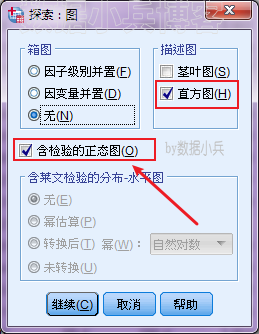 探索：图
箱图
因子级别并置(F)
因变量并置(D)
无(N)
描述图
茎叶图(S)
直方图(H)
含检验的正态图(O)
by数据小兵
含莱文检验的分布-水平图
无(E)
幂估算(P)
转换后(T) 幂(W)： 自然对数
未转换(U)
继续(C) 取消 帮助